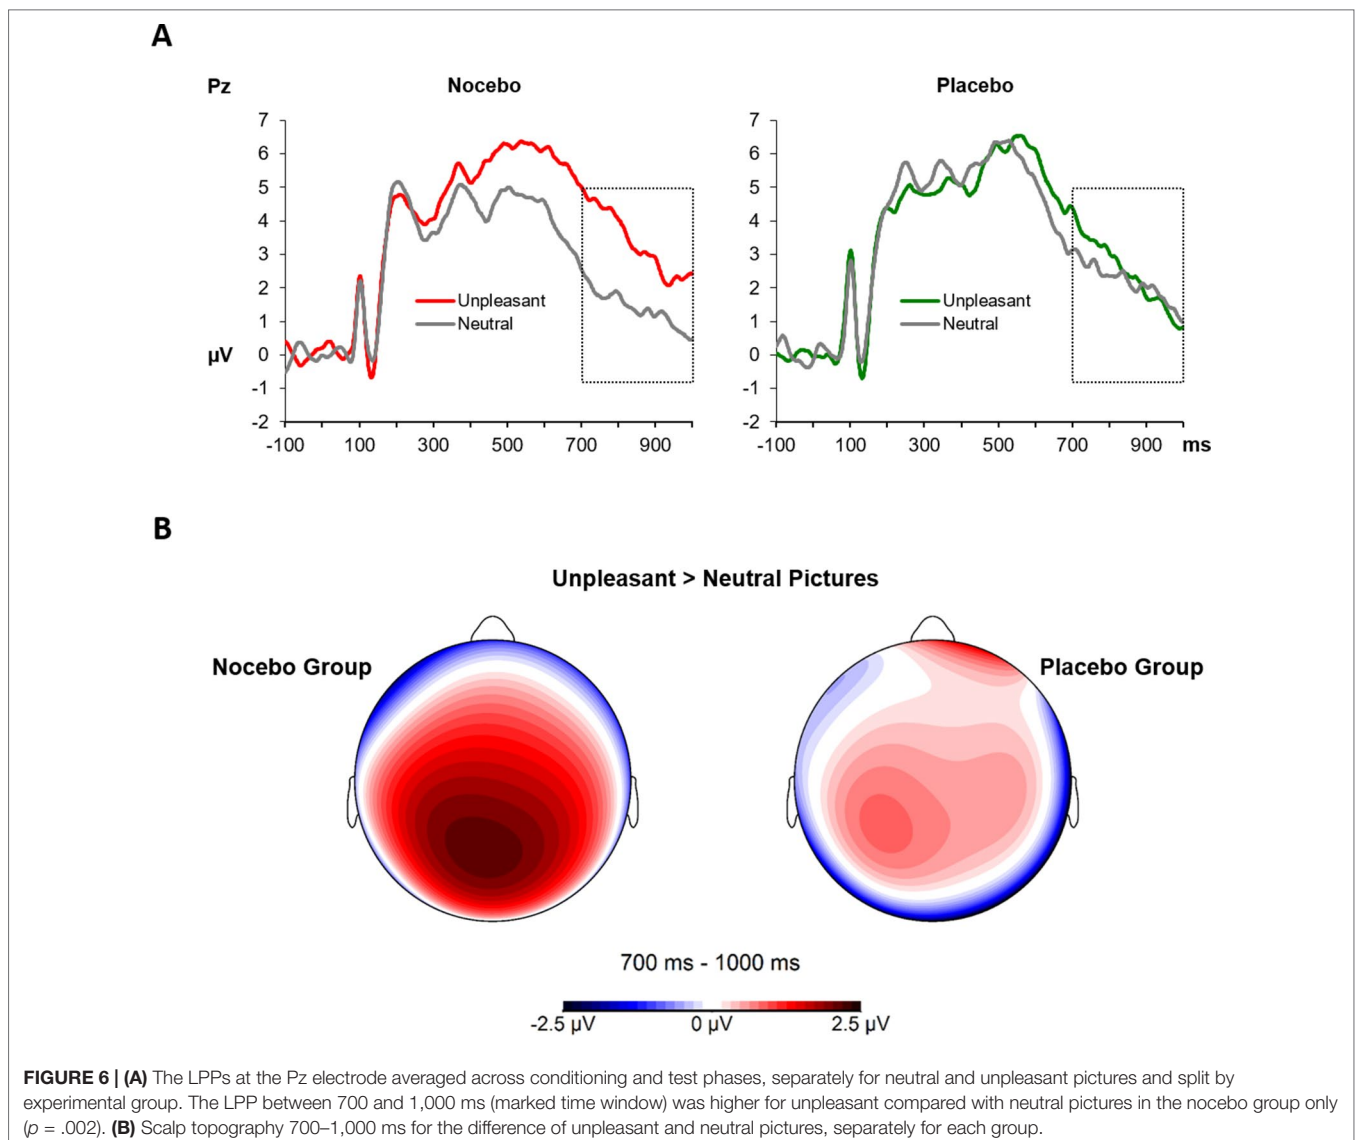 A
Pz
Nocebo
Placebo
7
6
5
4
3
2
1
0
-1
-2
µV
Unpleasant
Neutral
-100
100
300
500
700
900
7
6
5
4
3
2
1
0
-1
-2
Unpleasant
Neutral
-100
100
300
500
700
900
ms
B
Unpleasant > Neutral Pictures
Nocebo Group
Placebo Group
700 ms - 1000 ms
-2.5 µV
0 µV
2.5 µV
FIGURE 6 | (A) The LPPs at the Pz electrode averaged across conditioning and test phases, separately for neutral and unpleasant pictures and split by
experimental group. The LPP between 700 and 1,000 ms (marked time window) was higher for unpleasant compared with neutral pictures in the nocebo group only
(p = .002). (B) Scalp topography 700–1,000 ms for the difference of unpleasant and neutral pictures, separately for each group.